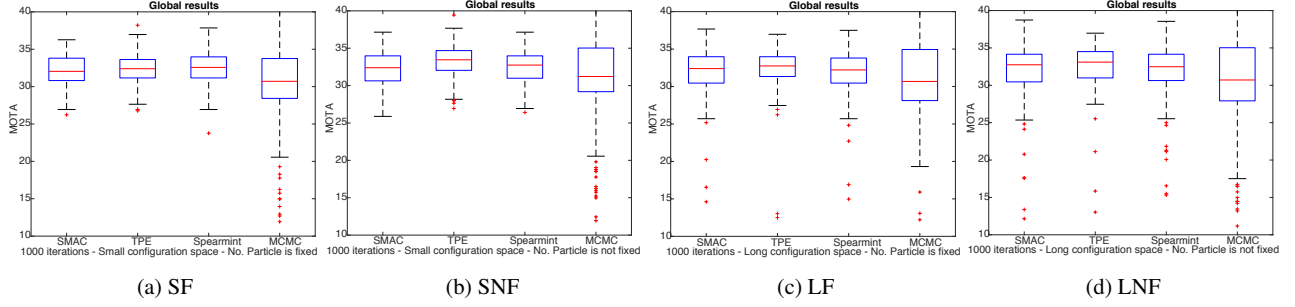 Global results
40
35
30
25
20
15
10
MOTA
SMAC TPE Spearmint MCMC
1000 iterations - Small configuration space - No. Particle is fixed
(a) SF
Global results
40
35
30
25
20
15
10
MOTA
SMAC TPE Spearmint MCMC
1000 iterations - Small configuration space - No. Particle is not fixed
(b) SNF
Global results
40
35
30
25
20
15
10
MOTA
SMAC TPE Spearmint MCMC
1000 iterations - Long configuration space - No. Particle is fixed
(c) LF
Global results
40
35
30
25
20
15
10
MOTA
SMAC TPE Spearmint MCMC
1000 iterations - Long configuration space - No. Particle is not fixed
(d) LNF